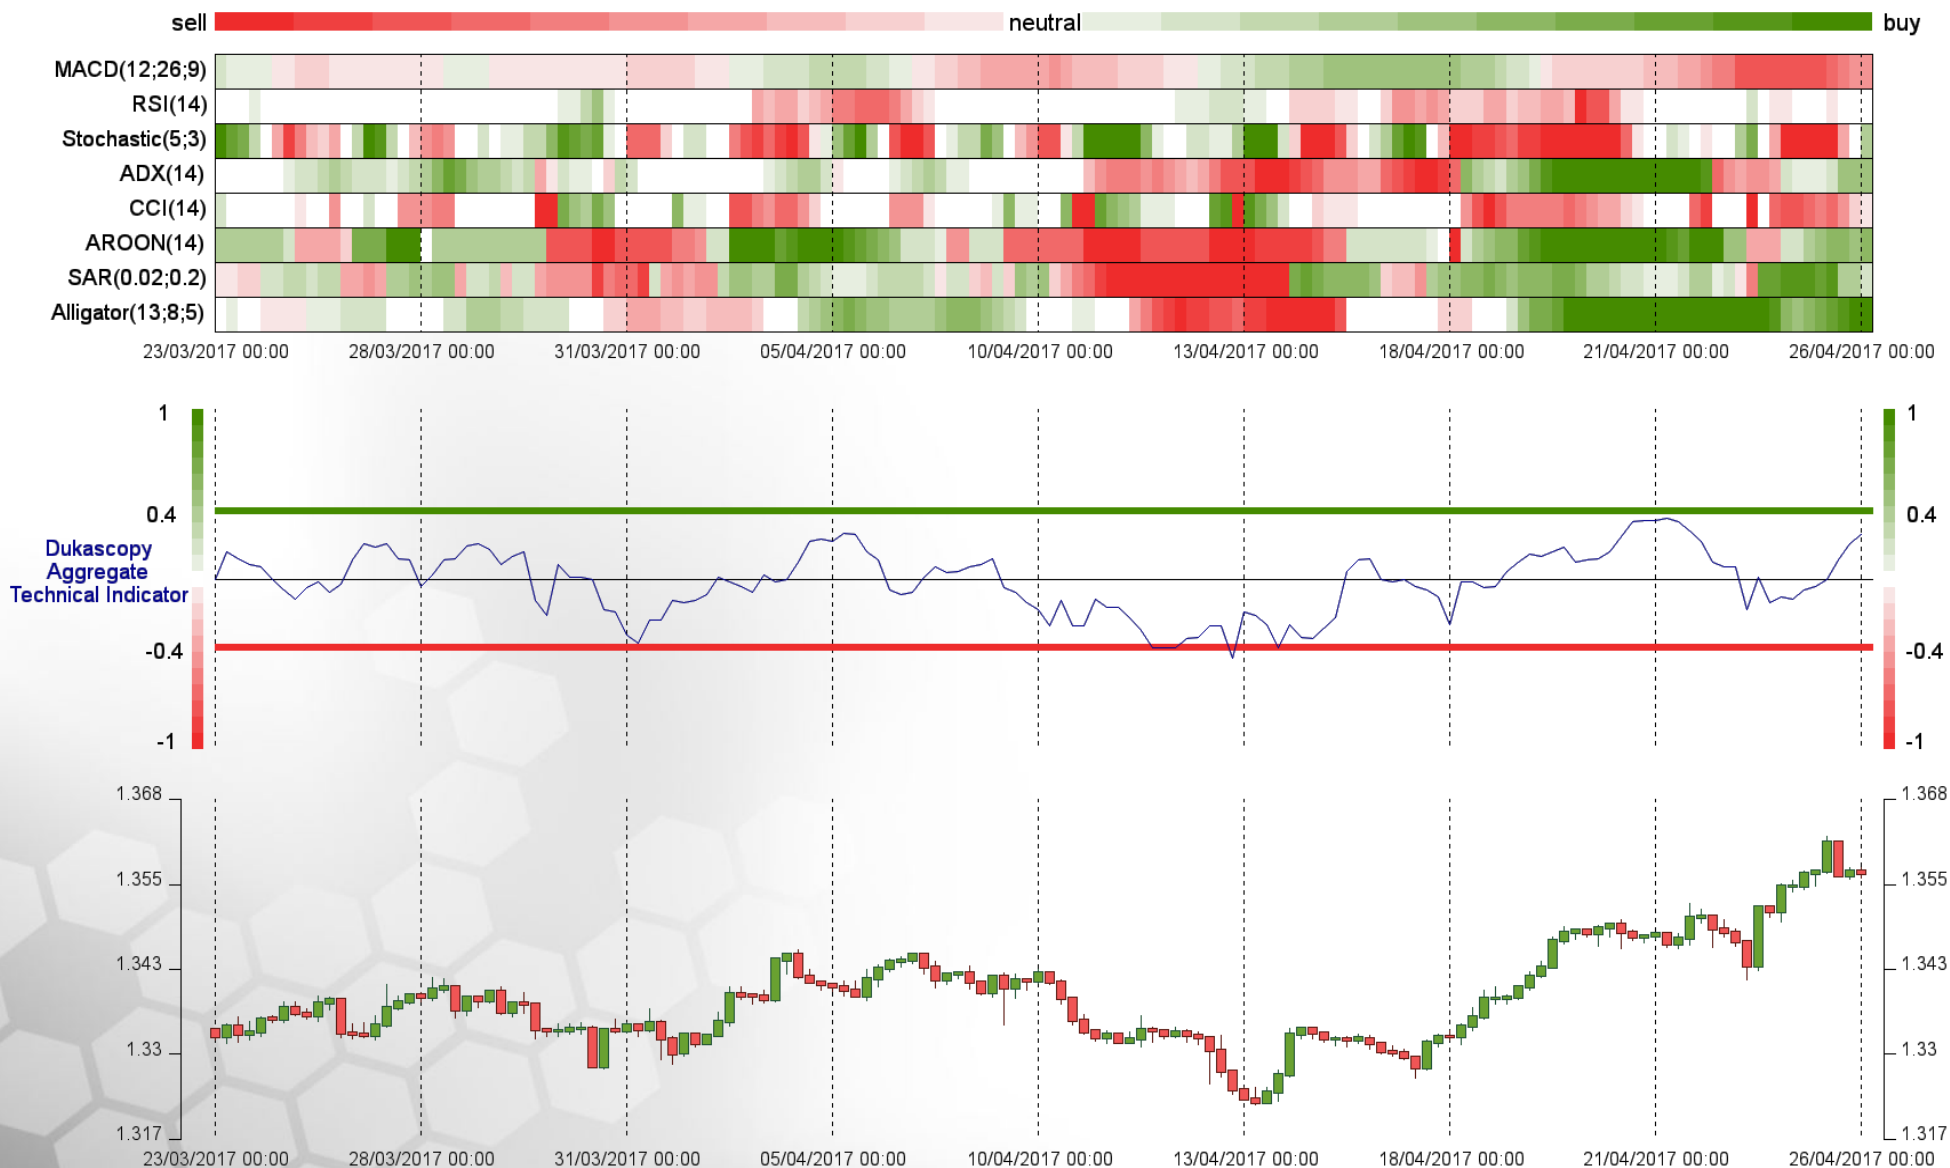 sell neutral buy
MACD(12;26;9)
RSI(14)
Stochastic(5;3)
ADX(14)
CCI(14)
AROON(14)
SAR(0.02;0.2)
Alligator(13;8;5)
23/03/2017 00:00 28/03/2017 00:00 31/03/2017 00:00 05/04/2017 00:00 10/04/2017 00:00 13/04/2017 00:00 18/04/2017 00:00 21/04/2017 00:00 26/04/2017 00:00
1 1
0.4 0.4
Dukascopy
Aggregate
Technical Indicator
-0.4 -0.4
-1 -1
1.368 1.368
1.355 1.355
1.343 1.343
1.33 1.33
1.317 1.317
23/03/2017 00:00 28/03/2017 00:00 31/03/2017 00:00 05/04/2017 00:00 10/04/2017 00:00 13/04/2017 00:00 18/04/2017 00:00 21/04/2017 00:00 26/04/2017 00:00